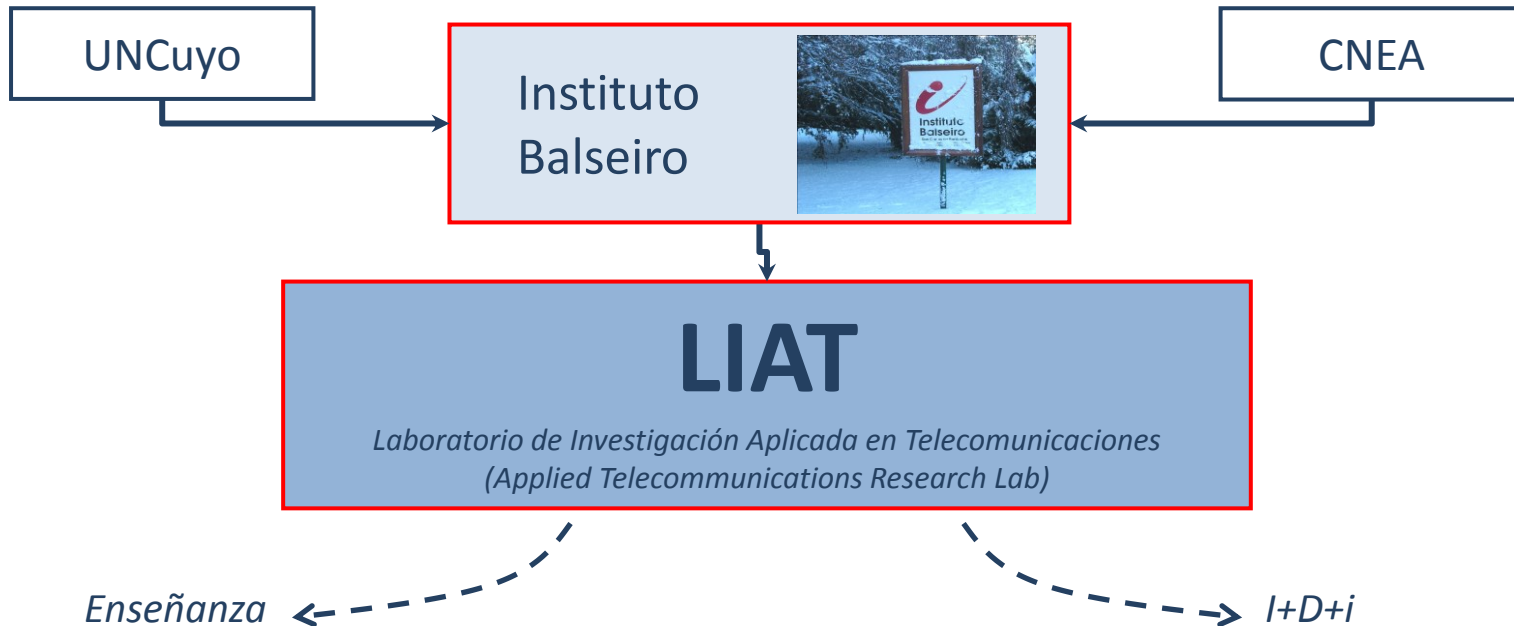 UNCuyo
Instituto
Balseiro
Instituto
Balseiro
CNEA
LIAT
Laboratorio de Investigación Aplicada en Telecomunicaciones
(Applied Telecommunications Research Lab)
Enseñanza
I+D+i